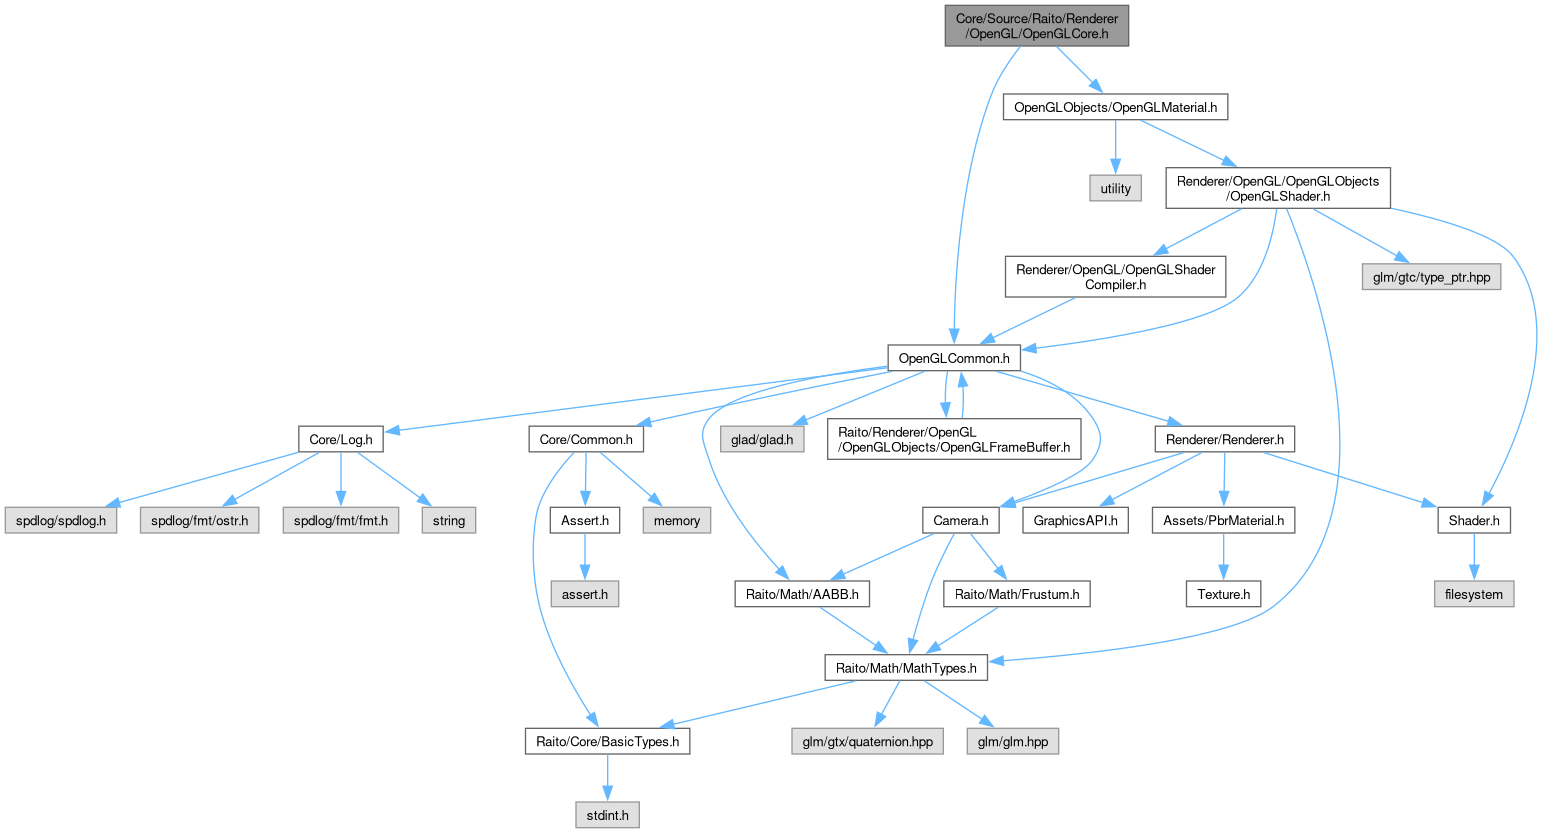 Core/Source/Raito/Renderer
/OpenGL/OpenGLCore.h
OpenGLObjects/OpenGLMaterial.h
utility
Renderer/OpenGL/OpenGLObjects
/OpenGLShader.h
Renderer/OpenGL/OpenGLShader
Compiler.h
glm/gtc/type_ptr.hpp
OpenGLCommon.h
Core/Log.h
Core/Common.h
glad/glad.h
Raito/Renderer/OpenGL
/OpenGLObjects/OpenGLFrameBuffer.h
Renderer/Renderer.h
spdlog/spdlog.h
spdlog/fmt/ostr.h
spdlog/fmt/fmt.h
string
Assert.h
memory
Camera.h
GraphicsAPI.h
Assets/PbrMaterial.h
Shader.h
assert.h
Raito/Math/AABB.h
Raito/Math/Frustum.h
Texture.h
filesystem
Raito/Math/MathTypes.h
Raito/Core/BasicTypes.h
glm/gtx/quaternion.hpp
glm/glm.hpp
stdint.h